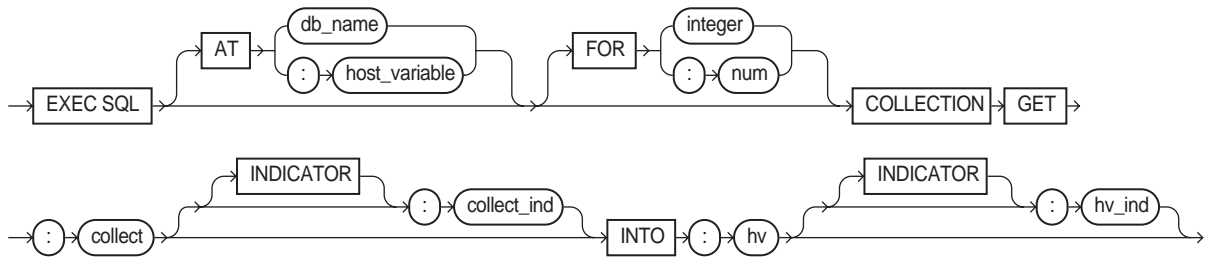 db_name integer
AT FOR
: host_variable : num
EXEC SQL COLLECTION GET
INDICATOR INDICATOR
: collect_ind : hv_ind
: collect INTO : hv